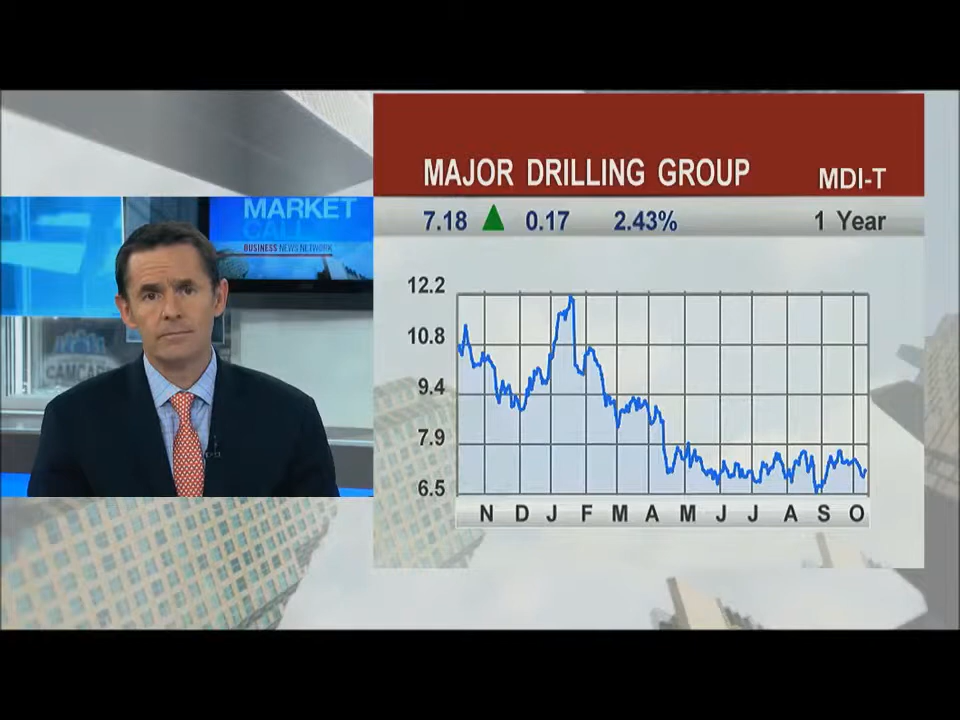 MAJOR DRILLING GROUP MDI-T
7.18 0.17 2.43% 1 Year
MARKET
CALL
BUSINESS NEWS NETWORK
12.2
10.8
9.4
7.9
6.5
N D J F M A M J J A S O